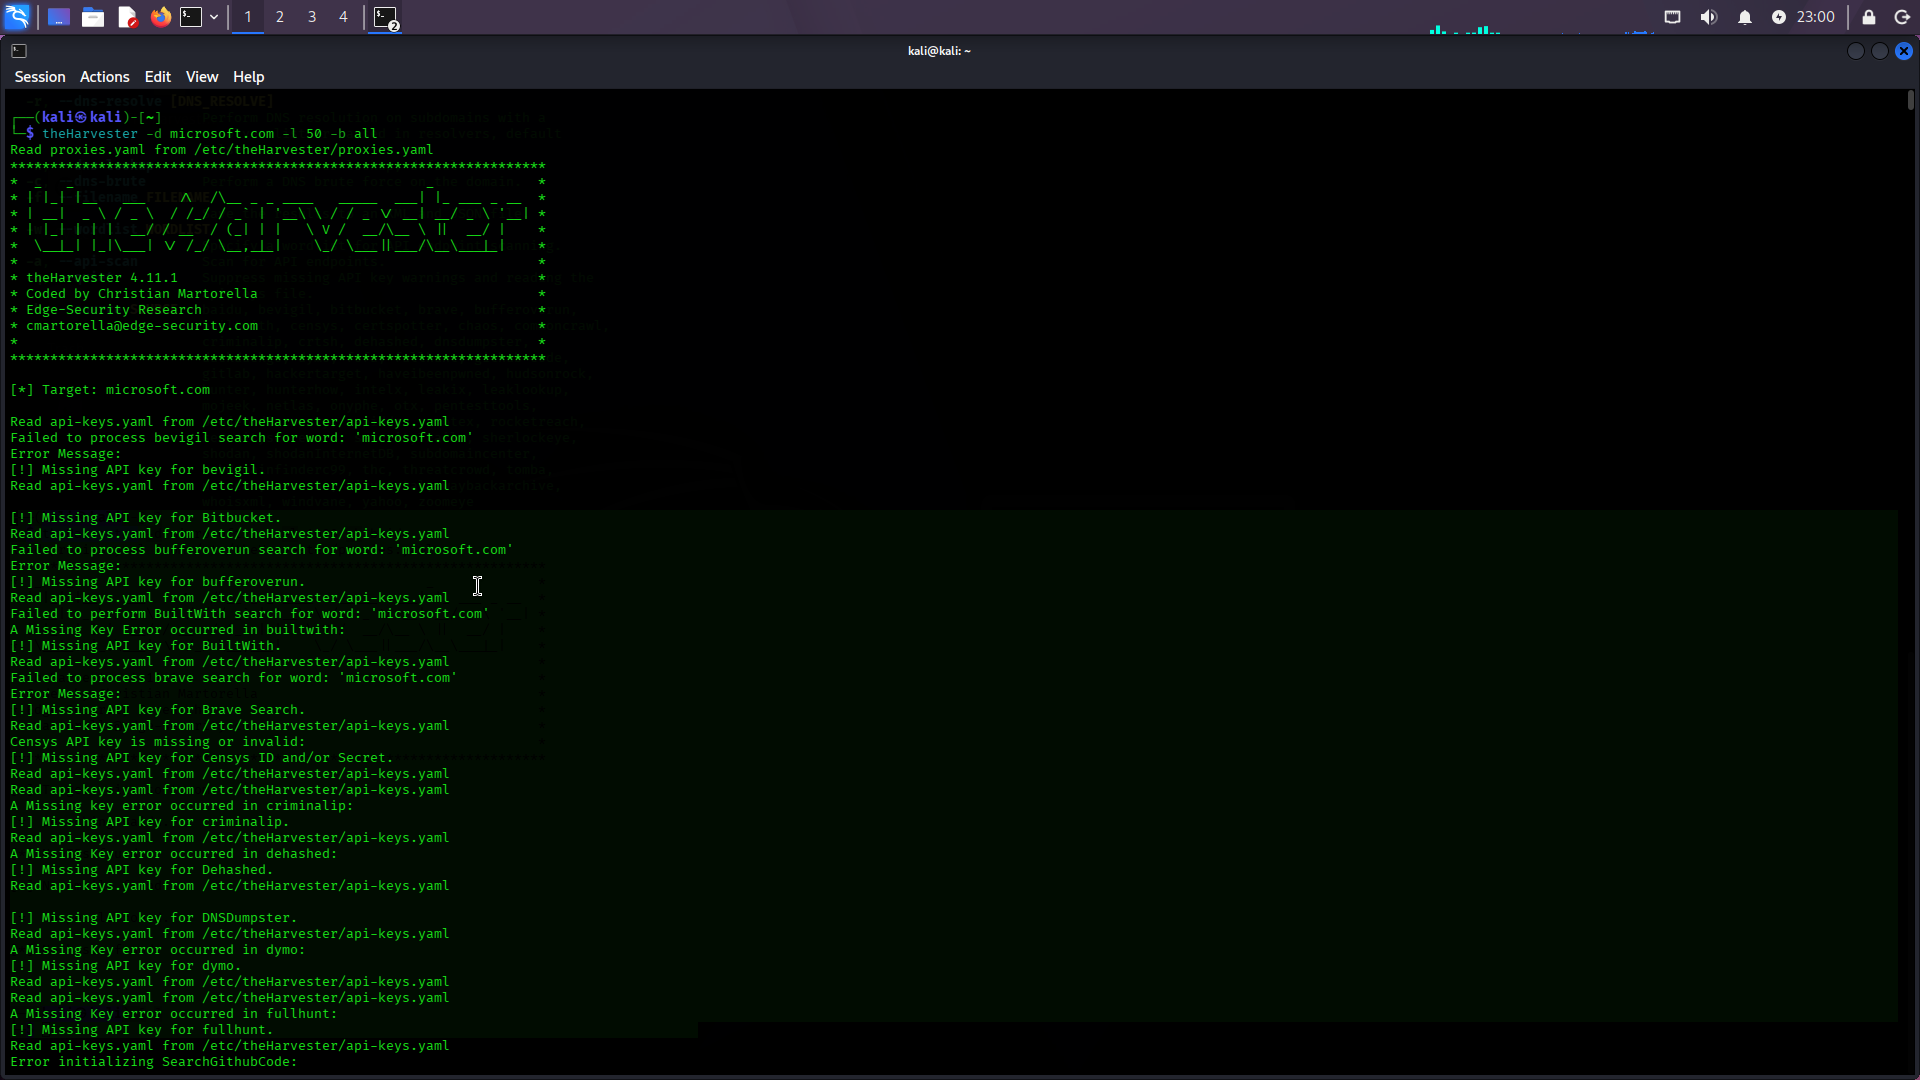 1 2 3 4
2
23:00
kali@kali: ~
Session Actions Edit View Help
-r, --dns-resolve [DNS_RESOLVE]
┌──(kali㉿kali)-[~]
└─$ theHarvester -d microsoft.com -l 50 -b all
Read proxies.yaml from /etc/theHarvester/proxies.yaml
*******************************************************************
* theHarvester 4.11.1 *
* Coded by Christian Martorella *
* Edge-Security Research *
* cmartorella@edge-security.com *
* *
*******************************************************************
[*] Target: microsoft.com
Read api-keys.yaml from /etc/theHarvester/api-keys.yaml
Failed to process bevigil search for word: 'microsoft.com'
Error Message:
[!] Missing API key for bevigil.
Read api-keys.yaml from /etc/theHarvester/api-keys.yaml
[!] Missing API key for Bitbucket.
Read api-keys.yaml from /etc/theHarvester/api-keys.yaml
Failed to process bufferoverun search for word: 'microsoft.com'
Error Message:
[!] Missing API key for bufferoverun.
Read api-keys.yaml from /etc/theHarvester/api-keys.yaml
Failed to perform BuiltWith search for word: 'microsoft.com'
A Missing Key Error occurred in builtwith:
[!] Missing API key for BuiltWith.
Read api-keys.yaml from /etc/theHarvester/api-keys.yaml
Failed to process brave search for word: 'microsoft.com'
Error Message:
[!] Missing API key for Brave Search.
Read api-keys.yaml from /etc/theHarvester/api-keys.yaml
Censys API key is missing or invalid:
[!] Missing API key for Censys ID and/or Secret.
Read api-keys.yaml from /etc/theHarvester/api-keys.yaml
Read api-keys.yaml from /etc/theHarvester/api-keys.yaml
A Missing key error occurred in criminalip:
[!] Missing API key for criminalip.
Read api-keys.yaml from /etc/theHarvester/api-keys.yaml
A Missing Key error occurred in dehashed:
[!] Missing API key for Dehashed.
Read api-keys.yaml from /etc/theHarvester/api-keys.yaml
[!] Missing API key for DNSDumpster.
Read api-keys.yaml from /etc/theHarvester/api-keys.yaml
A Missing Key error occurred in dymo:
[!] Missing API key for dymo.
Read api-keys.yaml from /etc/theHarvester/api-keys.yaml
Read api-keys.yaml from /etc/theHarvester/api-keys.yaml
A Missing Key error occurred in fullhunt:
[!] Missing API key for fullhunt.
Read api-keys.yaml from /etc/theHarvester/api-keys.yaml
Error initializing SearchGithubCode: